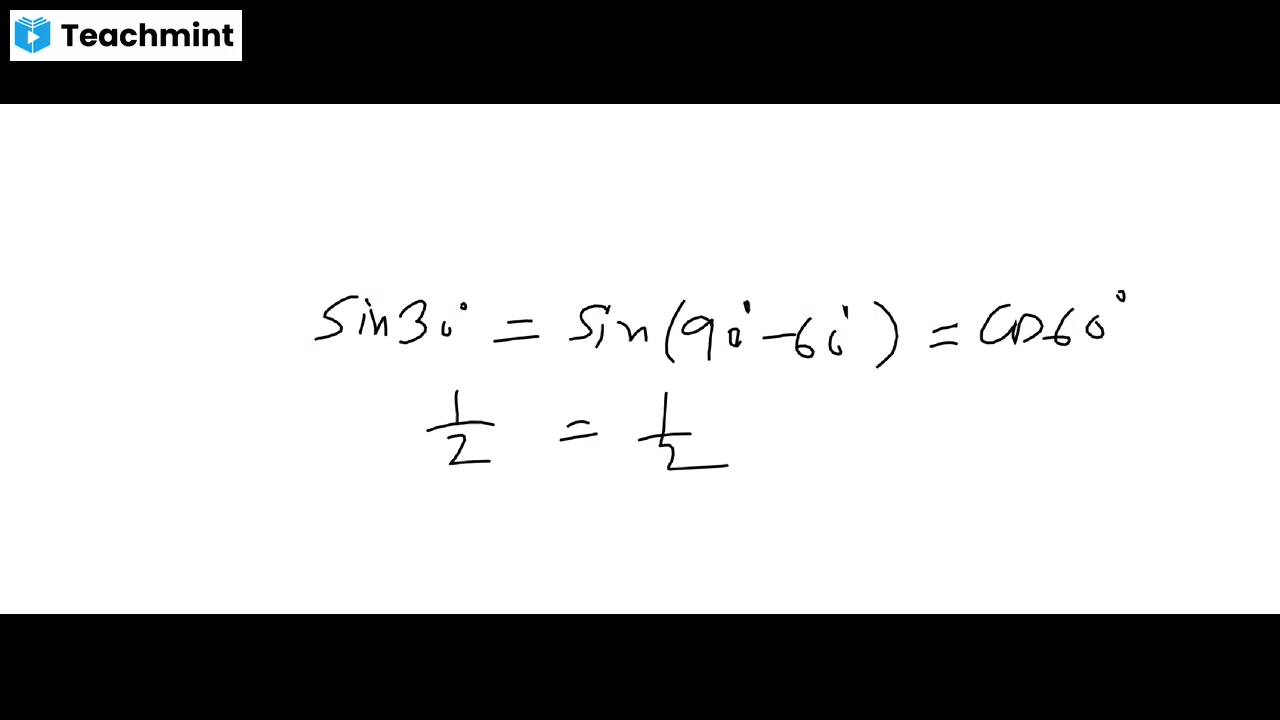 Teachmint
sin30° = sin(90°-60°) = cos60°
1/2 = 1/2